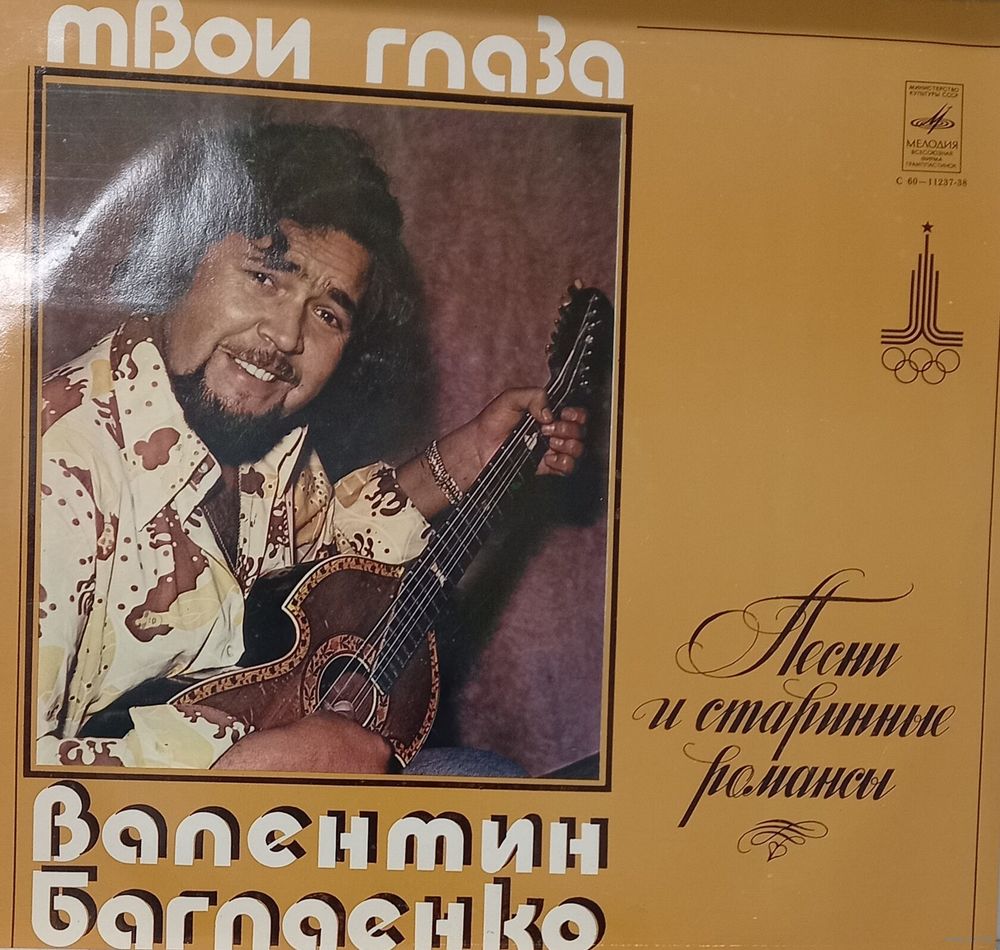 твои глаза
МИНИСТЕРСТВО
КУЛЬТУРЫ СССР
МЕЛОДИЯ
ВСЕСОЮЗНАЯ
ФИРМА
ГРАМПЛАСТИНОК
С 60—11237-38
Песни
и старинные
романсы
Валентин
Баглаенко